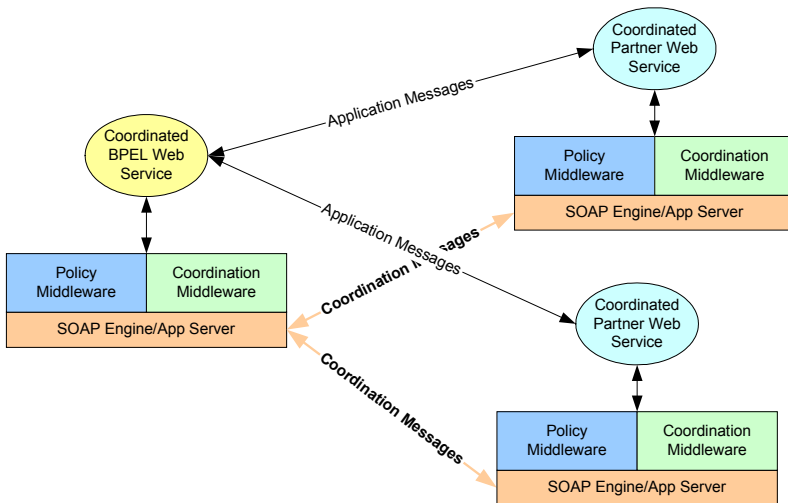 Coordinated
Partner Web
Service
Application Messages
Coordinated
BPEL Web
Service
Policy
Middleware
Coordination
Middleware
SOAP Engine/App Server
Application Messages
Coordination Messages
Policy
Middleware
Coordination
Middleware
SOAP Engine/App Server
Coordinated
Partner Web
Service
Coordination Messages
Policy
Middleware
Coordination
Middleware
SOAP Engine/App Server